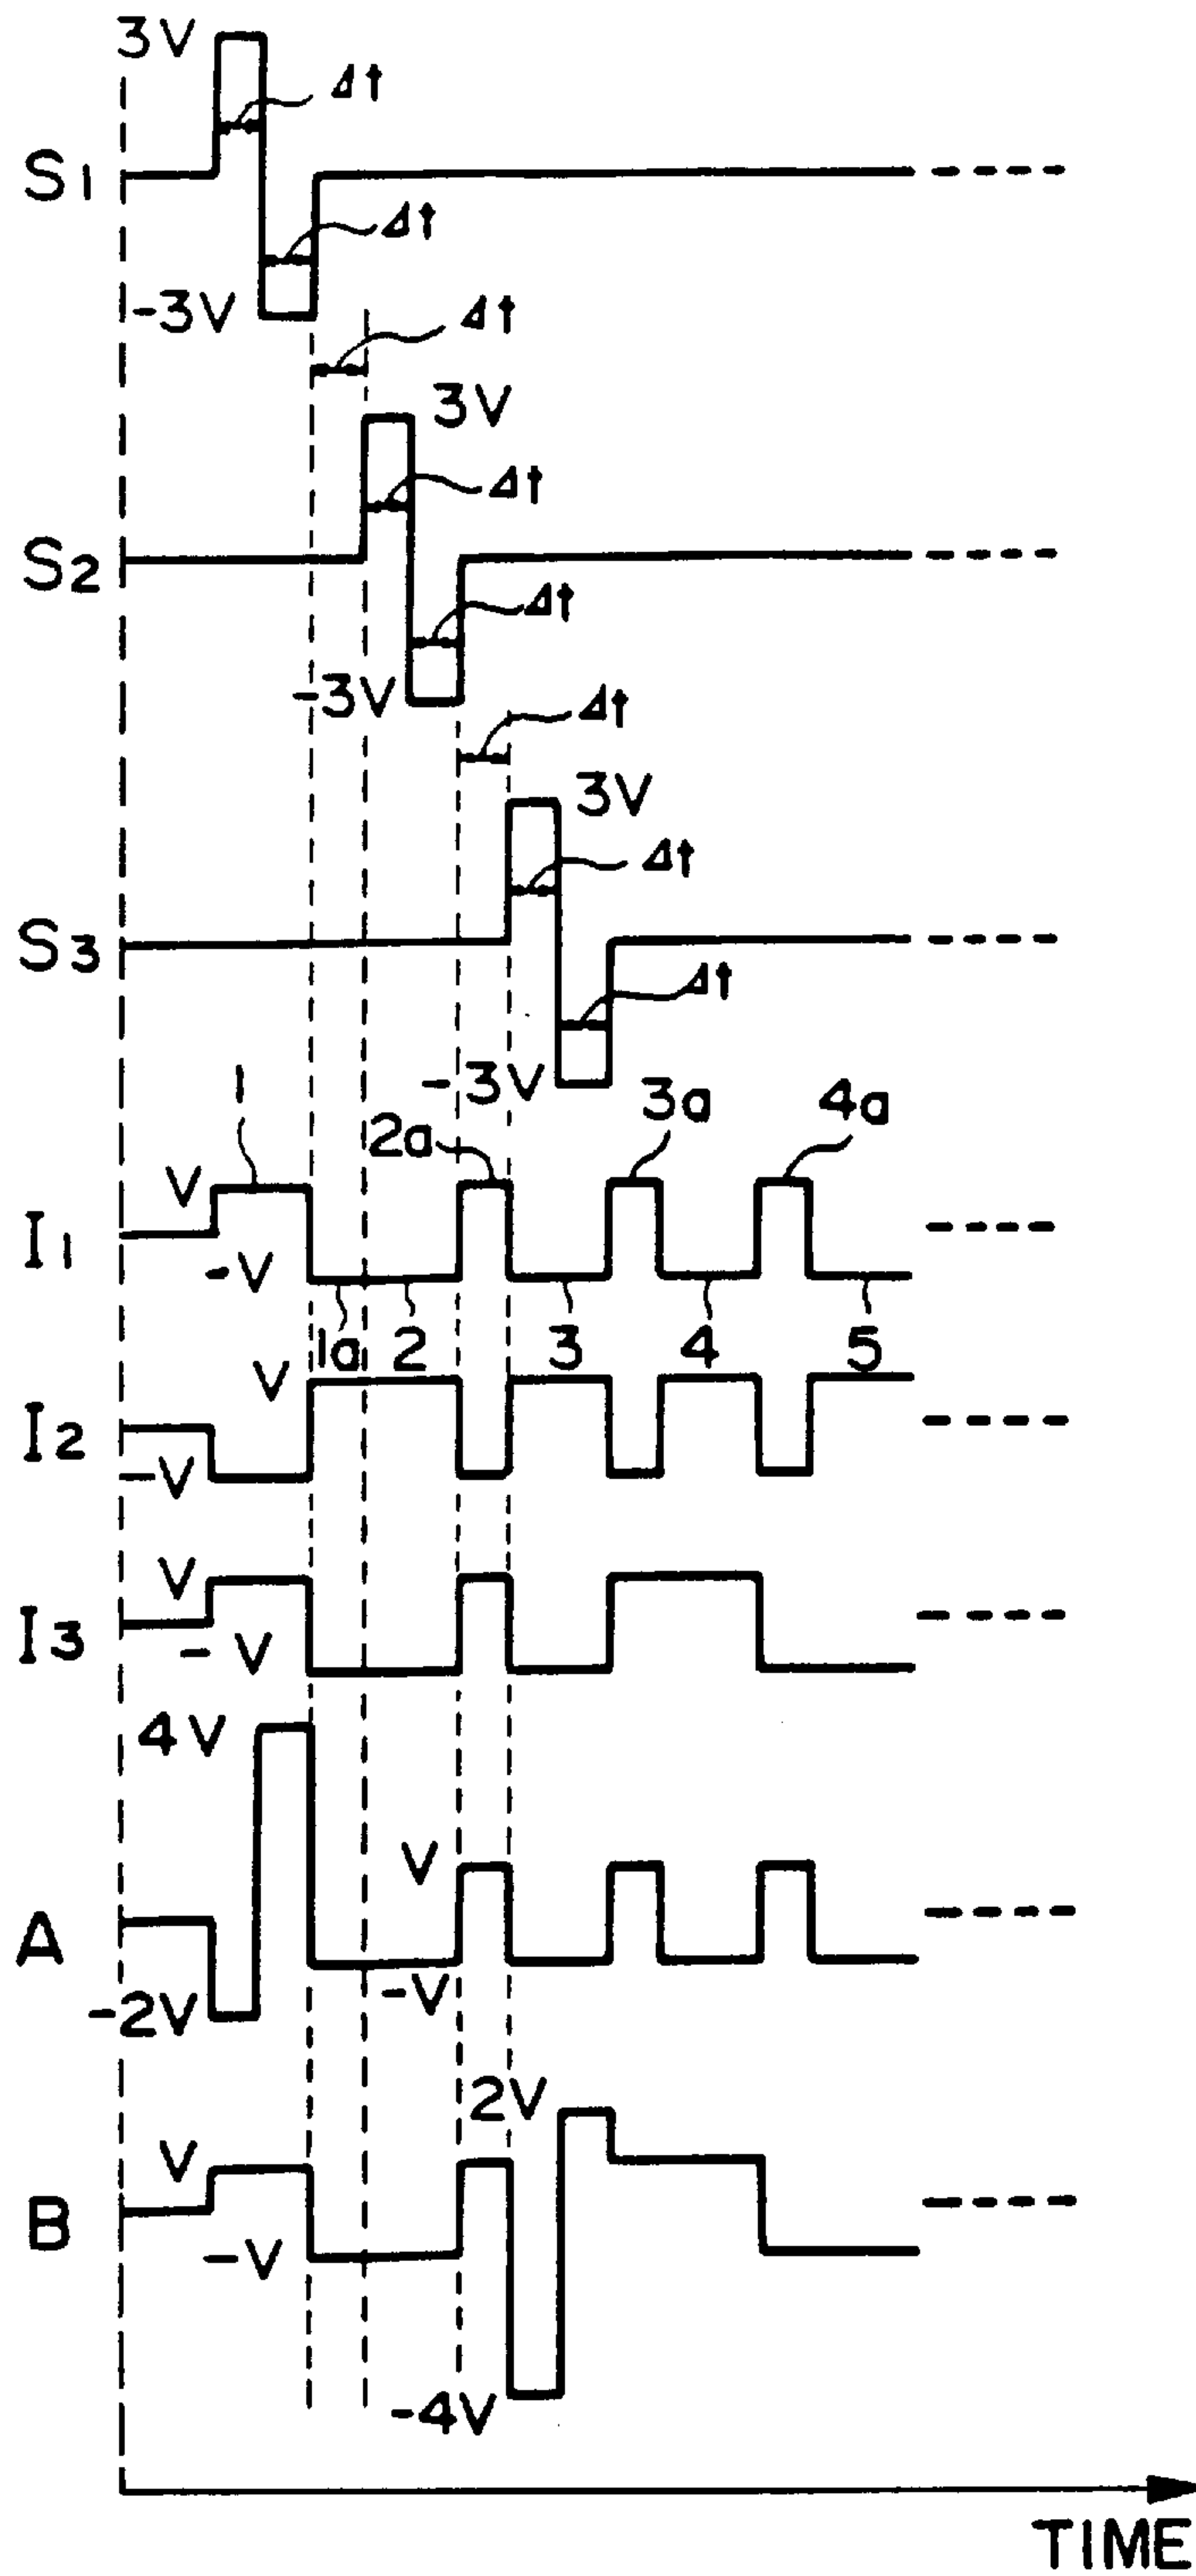 3V
Δt
S1
Δt
-3V
Δt
3V
Δt
S2
Δt
-3V
Δt
3V
Δt
S3
Δt
-3V
1
2a
3a
4a
V
I1
-V
1a
2
3
4
5
V
I2
-V
V
I3
-V
4V
V
A
-V
-2V
2V
V
B
-V
-4V
TIME